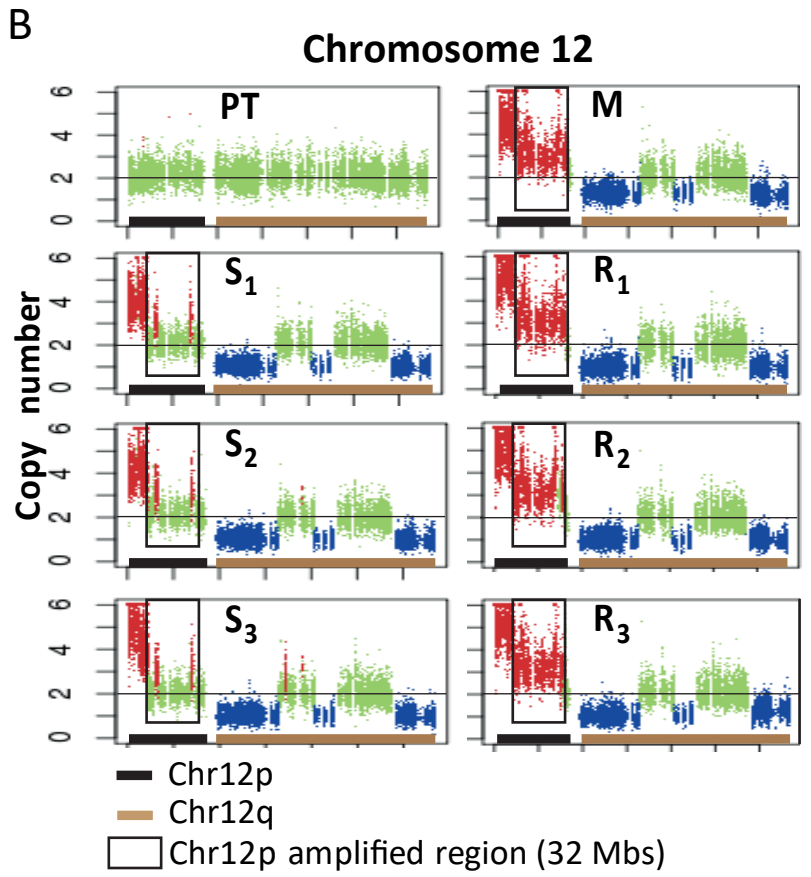 B
Chromosome 12
Copy number
PT
6
4
2
0
M
S1
6
4
2
0
R1
S2
6
4
2
0
R2
S3
6
4
2
0
R3
Chr12p
Chr12q
Chr12p amplified region (32 Mbs)